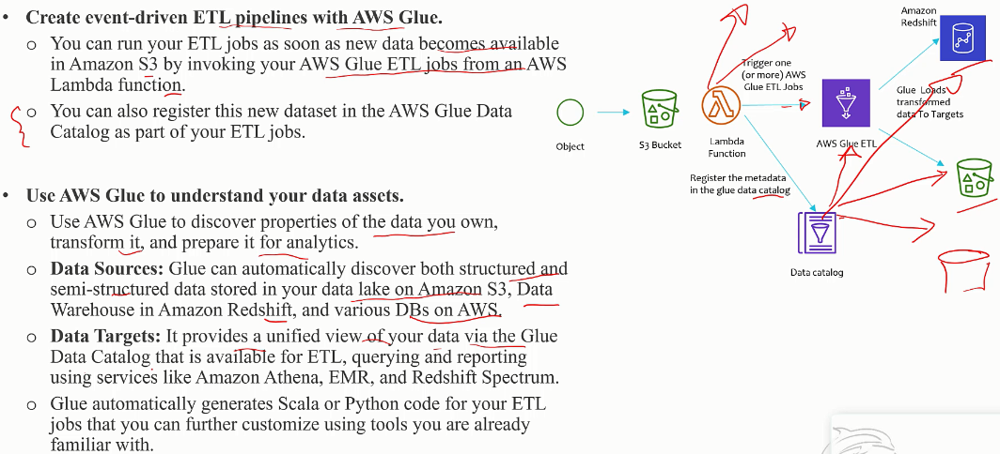 • Create event-driven ETL pipelines with AWS Glue.
o You can run your ETL jobs as soon as new data becomes available
in Amazon S3 by invoking your AWS Glue ETL jobs from an AWS
Lambda function.
o You can also register this new dataset in the AWS Glue Data
Catalog as part of your ETL jobs.
• Use AWS Glue to understand your data assets.
o Use AWS Glue to discover properties of the data you own,
transform it, and prepare it for analytics.
o Data Sources: Glue can automatically discover both structured and
semi-structured data stored in your data lake on Amazon S3, Data
Warehouse in Amazon Redshift, and various DBs on AWS.
o Data Targets: It provides a unified view of your data via the Glue
Data Catalog that is available for ETL, querying and reporting
using services like Amazon Athena, EMR, and Redshift Spectrum.
o Glue automatically generates Scala or Python code for your ETL
jobs that you can further customize using tools you are already
familiar with.
Amazon
Redshift
Trigger one
(or more) AWS
Glue ETL Jobs
Glue Loads
transformed
data To Targets
Object
S3 Bucket
Lambda
Function
AWS Glue ETL
Register the metadata
in the glue data catalog
Data catalog